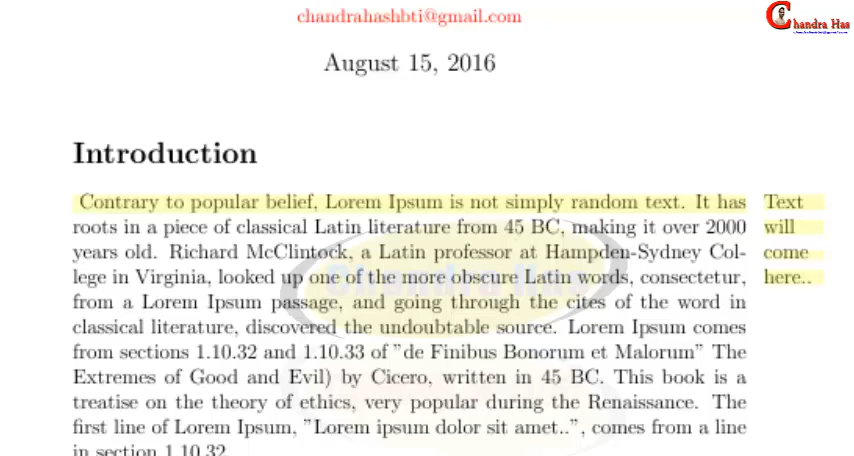 chandrahashbti@gmail.com
Chandra Has
August 15, 2016
Introduction
Contrary to popular belief, Lorem Ipsum is not simply random text. It has
roots in a piece of classical Latin literature from 45 BC, making it over 2000
years old. Richard McClintock, a Latin professor at Hampden-Sydney Col-
lege in Virginia, looked up one of the more obscure Latin words, consectetur,
from a Lorem Ipsum passage, and going through the cites of the word in
classical literature, discovered the undoubtable source. Lorem Ipsum comes
from sections 1.10.32 and 1.10.33 of "de Finibus Bonorum et Malorum" The
Extremes of Good and Evil) by Cicero, written in 45 BC. This book is a
treatise on the theory of ethics, very popular during the Renaissance. The
first line of Lorem Ipsum, "Lorem ipsum dolor sit amet..", comes from a line
in section 1.10.32.
Text
will
come
here..
Chandra Has